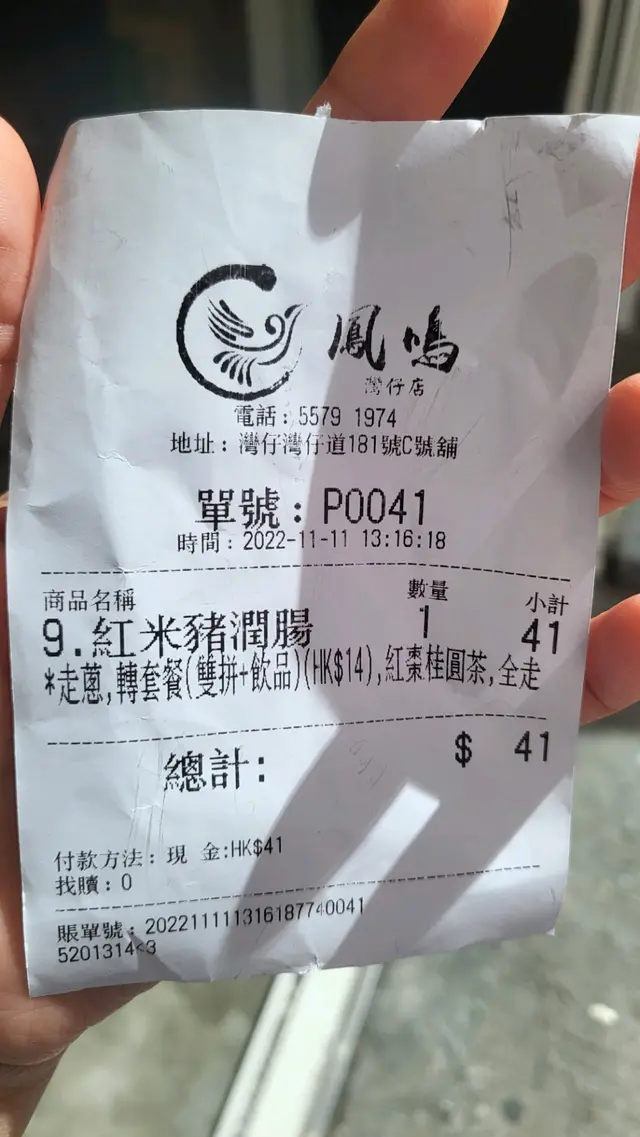 鳳鳴
灣仔店
電話：5579 1974
地址：灣仔灣仔道181號C號舖
單號：P0041
時間：2022-11-11 13:16:18
商品名稱 數量 小計
9.紅米豬潤腸 1 41
*走蔥,轉套餐(雙拼+飲品)(HK$14),紅棗桂圓茶,全走
總計: $ 41
付款方法：現 金:HK$41
找贖：0
賬單號：202211111316187740041
5201314<3